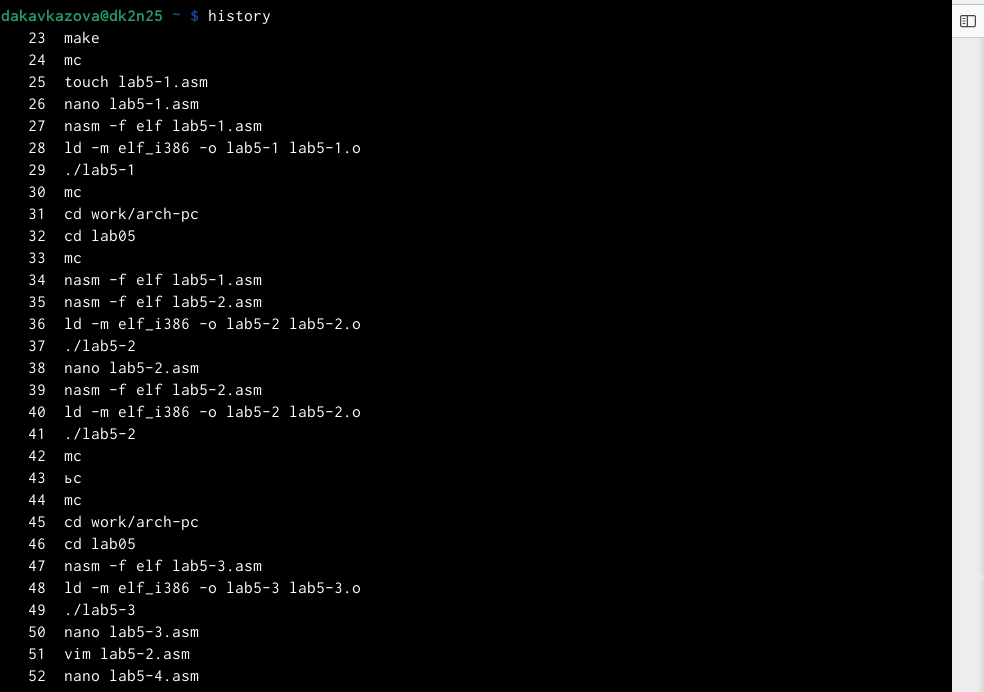 dakavkazova@dk2n25 ~ $ history
23 make
24 mc
25 touch lab5-1.asm
26 nano lab5-1.asm
27 nasm -f elf lab5-1.asm
28 ld -m elf_i386 -o lab5-1 lab5-1.o
29 ./lab5-1
30 mc
31 cd work/arch-pc
32 cd lab05
33 mc
34 nasm -f elf lab5-1.asm
35 nasm -f elf lab5-2.asm
36 ld -m elf_i386 -o lab5-2 lab5-2.o
37 ./lab5-2
38 nano lab5-2.asm
39 nasm -f elf lab5-2.asm
40 ld -m elf_i386 -o lab5-2 lab5-2.o
41 ./lab5-2
42 mc
43 ьс
44 mc
45 cd work/arch-pc
46 cd lab05
47 nasm -f elf lab5-3.asm
48 ld -m elf_i386 -o lab5-3 lab5-3.o
49 ./lab5-3
50 nano lab5-3.asm
51 vim lab5-2.asm
52 nano lab5-4.asm